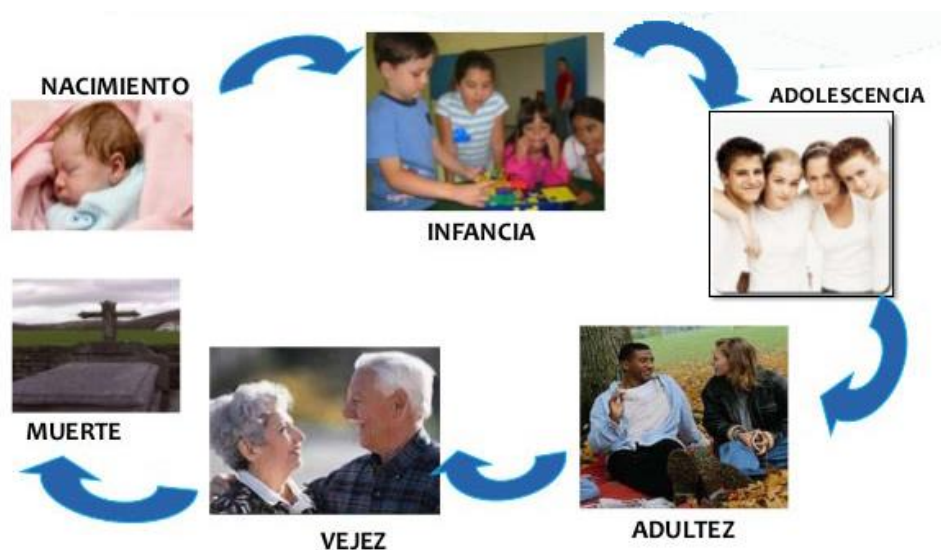 NACIMIENTO
INFANCIA
ADOLESCENCIA
ADULTEZ
VEJEZ
MUERTE